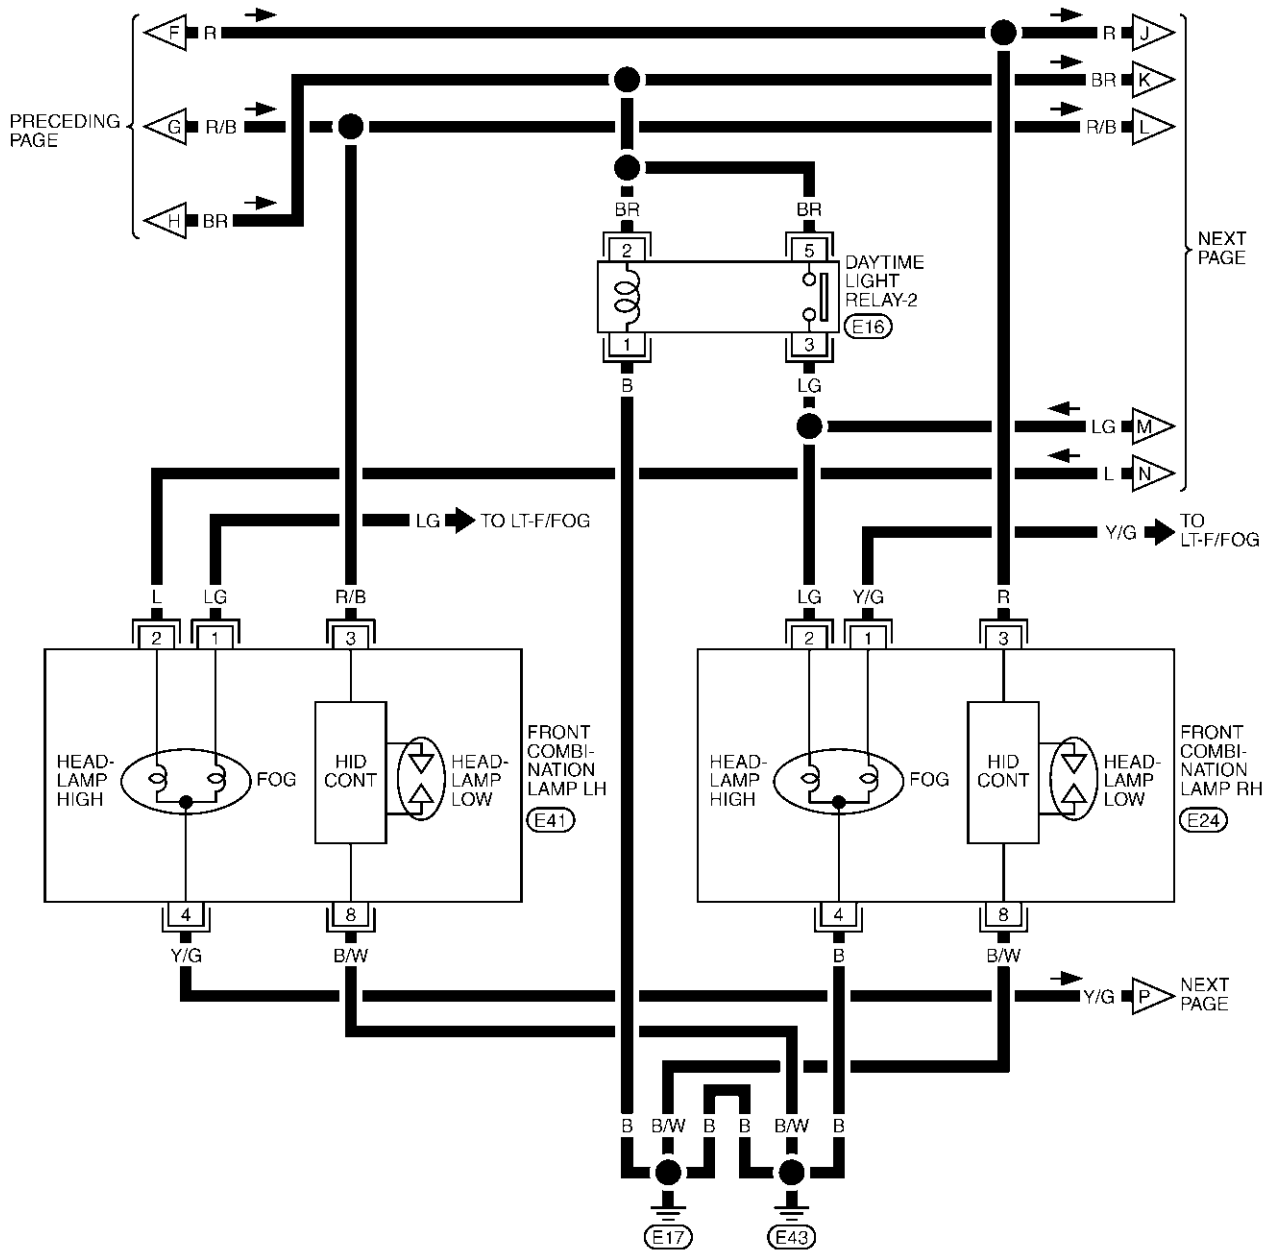 F R R J
BR K
PRECEDING
PAGE
G R/B R/B L
H BR
BR BR
NEXT
PAGE
2 5
DAYTIME
LIGHT
RELAY-2
E16
1 3
B LG
LG M
L N
LG TO LT-F/FOG
Y/G TO
LT-F/FOG
L LG R/B LG Y/G R
2 1 3 2 1 3
HEAD-
LAMP
HIGH
FOG
HID
CONT
HEAD-
LAMP
LOW
FRONT
COMBI-
NATION
LAMP LH
E41
HEAD-
LAMP
HIGH
FOG
HID
CONT
HEAD-
LAMP
LOW
FRONT
COMBI-
NATION
LAMP RH
E24
4 8 4 8
Y/G B/W B B/W
Y/G P
NEXT
PAGE
B B/W B B B/W B
E17 E43